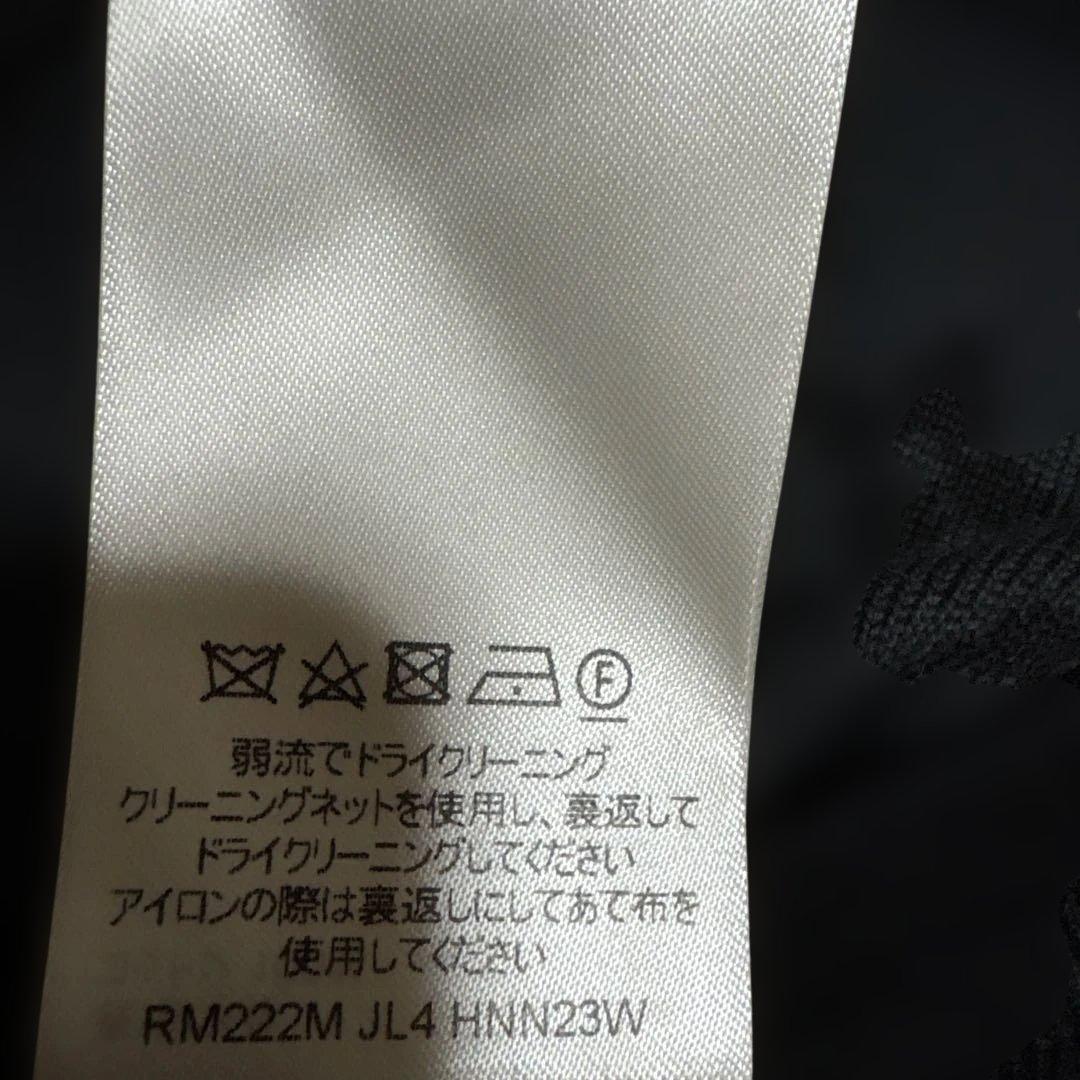 F
弱流でドライクリーニング
クリーニングネットを使用し、裏返して
ドライクリーニングしてください
アイロンの際は裏返しにしてあて布を
使用してください
RM222M JL4 HNN23W